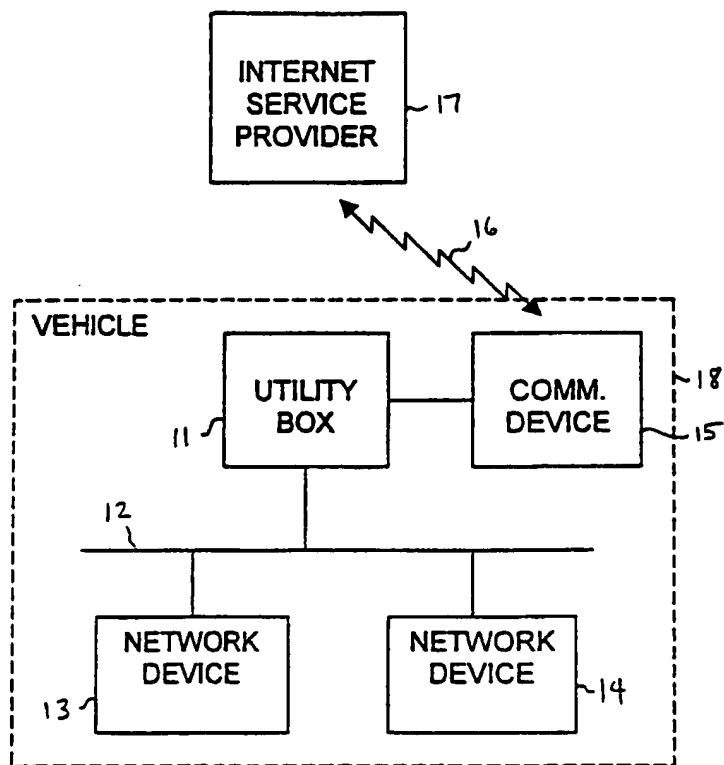 INTERNET
SERVICE
PROVIDER
17
16
VEHICLE
18
UTILITY
BOX
11
COMM.
DEVICE
15
12
NETWORK
DEVICE
13
NETWORK
DEVICE
14